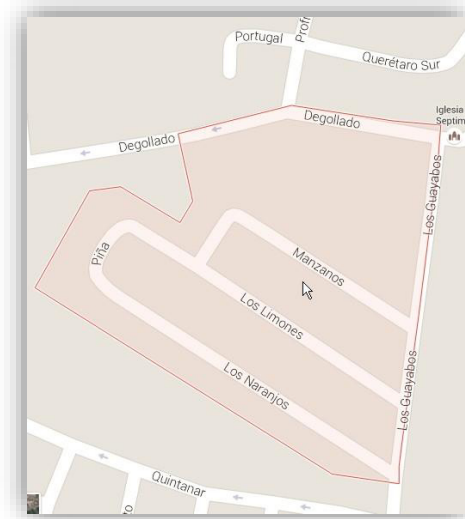 Portugal
Profr
Querétaro Sur
Iglesia
Septim
Degollado
Degollado
Los Guayabos
Piña
Manzanos
Los Limones
Los Naranjos
Los Guayabos
Quintanar
to